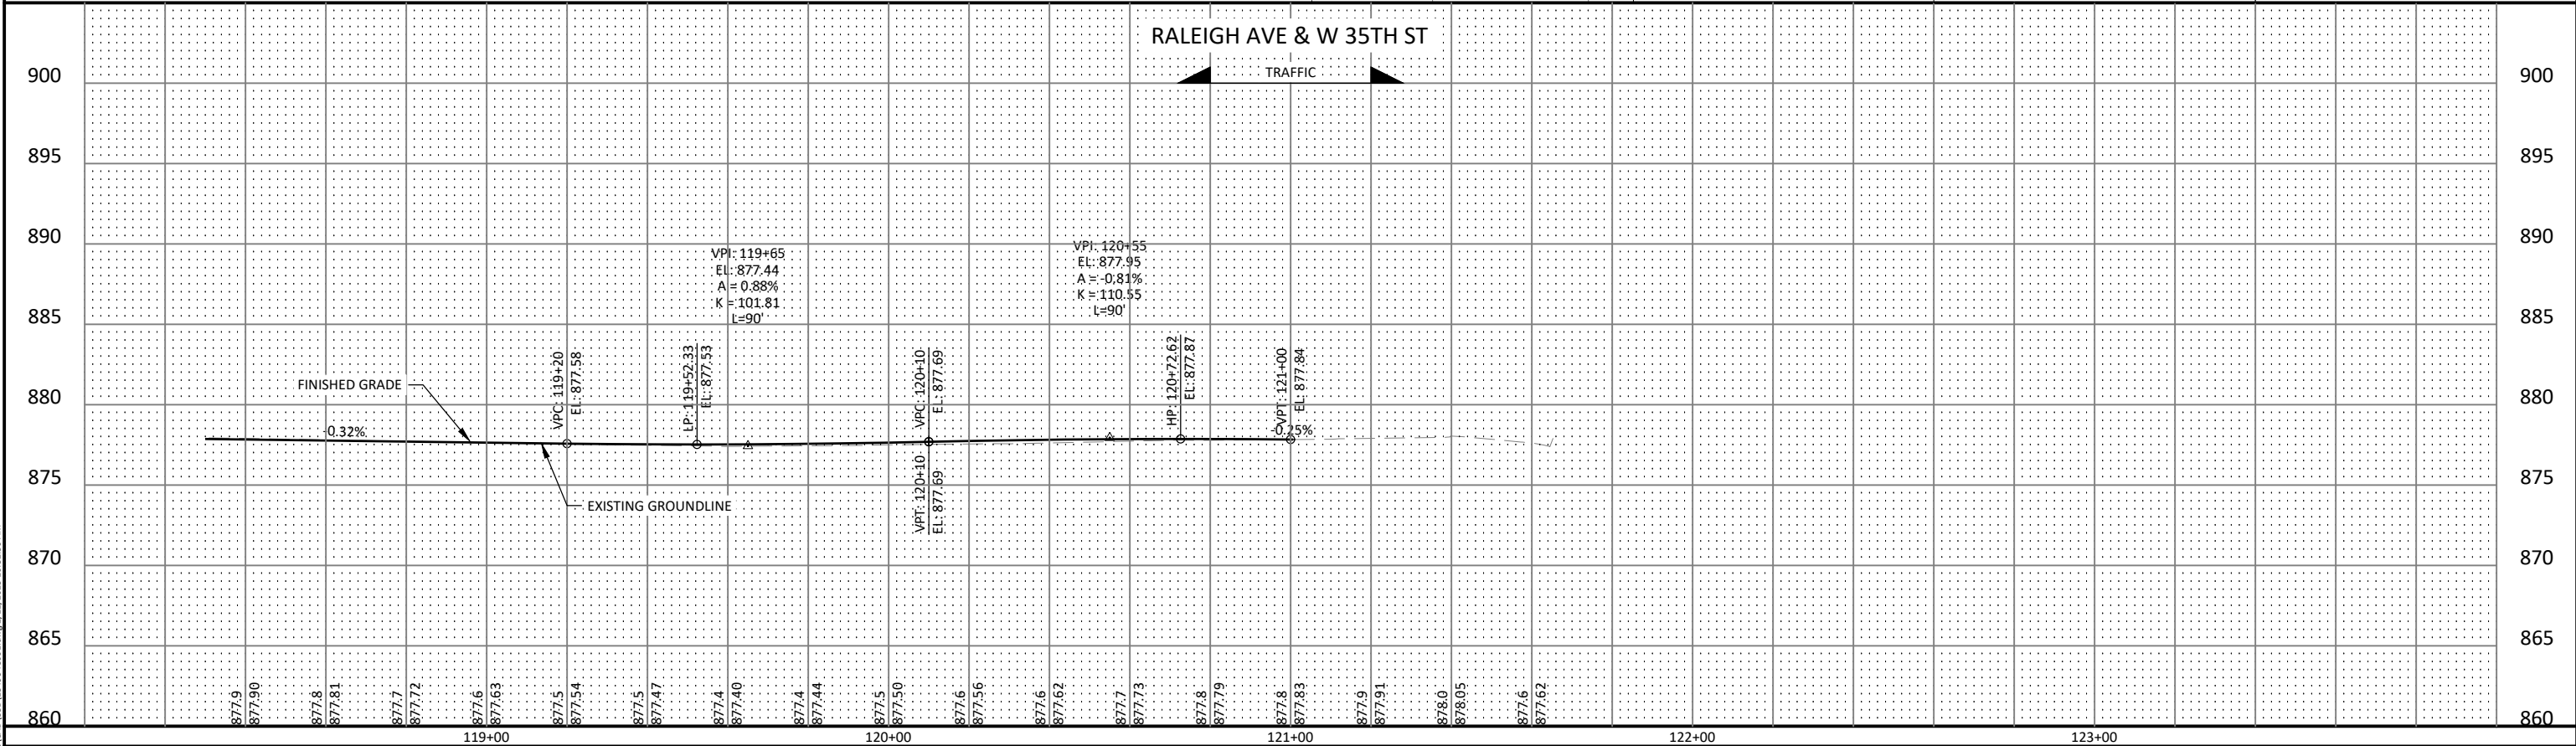 RALEIGH AVE & W 35TH ST
TRAFFIC
900
900
895
895
890
890
885
885
880
880
875
875
870
870
865
865
860
860
VPI: 119+65
EL: 877.44
A = 0.88%
K = 101.81
L=90'
VPI: 120+55
EL: 877.95
A = -0.81%
K = 110.55
L=90'
VPC: 119+20
EL: 877.58
LP: 119+52.33
EL: 877.53
VPC: 120+10
EL: 877.69
HP: 120+72.62
EL: 877.87
VPT: 121+00
EL: 877.84
FINISHED GRADE
-0.32%
-0.25%
VPT: 120+10
EL: 877.69
EXISTING GROUNDLINE
877.9
877.90
877.8
877.81
877.7
877.72
877.6
877.63
877.5
877.54
877.5
877.47
877.4
877.40
877.4
877.44
877.5
877.50
877.6
877.56
877.6
877.62
877.7
877.73
877.8
877.79
877.8
877.83
877.9
877.91
878.0
878.05
877.6
877.62
119+00
120+00
121+00
122+00
123+00